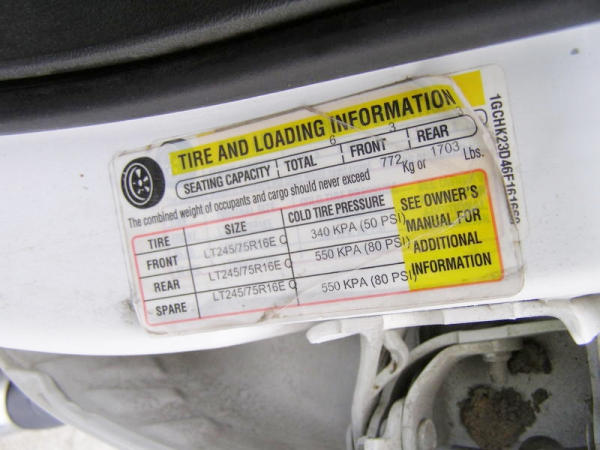 TIRE AND LOADING INFORMATION
SEATING CAPACITY TOTAL 6 FRONT 3 REAR
The combined weight of occupants and cargo should never exceed 772 Kg or 1703 Lbs.
TIRE SIZE COLD TIRE PRESSURE
FRONT LT245/75R16E 340 KPA (50 PSI)
REAR LT245/75R16E 550 KPA (80 PSI)
SPARE LT245/75R16E 550 KPA (80 PSI)
SEE OWNER'S
MANUAL FOR
ADDITIONAL
INFORMATION